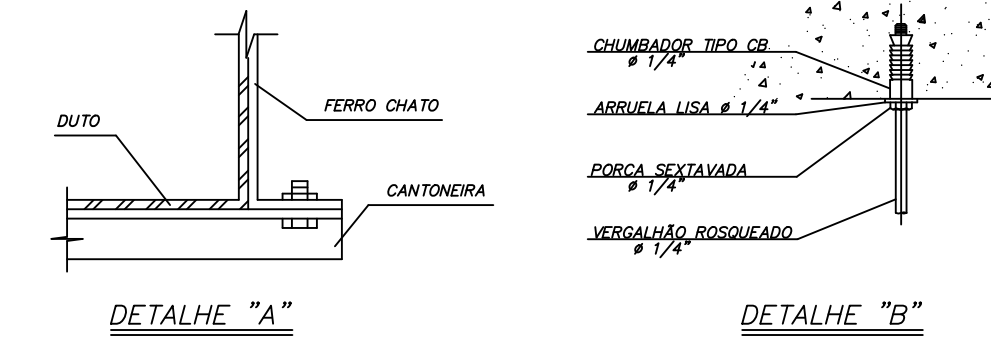 DUTO
FERRO CHATO
CANTONEIRA
DETALHE "A"
CHUMBADOR TIPO CB.
ø 1/4"
ARRUELA LISA ø 1/4"
PORCA SEXTAVADA
ø 1/4"
VERGALHÃO ROSQUEADO
ø 1/4"
DETALHE "B"